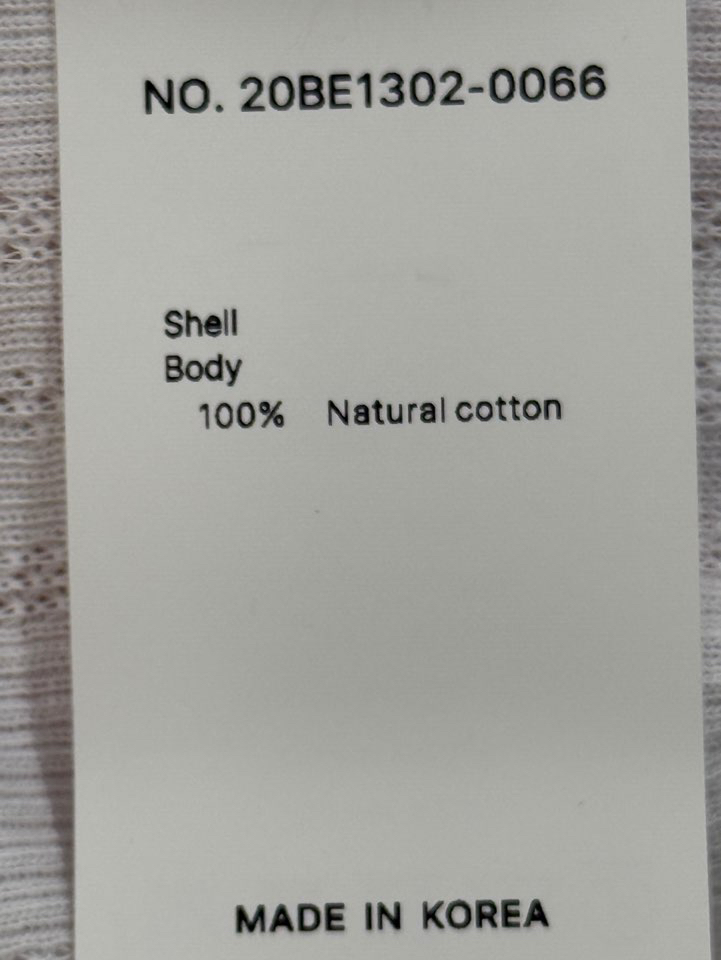 NO. 20BE1302-0066
Shell
Body
100% Natural cotton
MADE IN KOREA